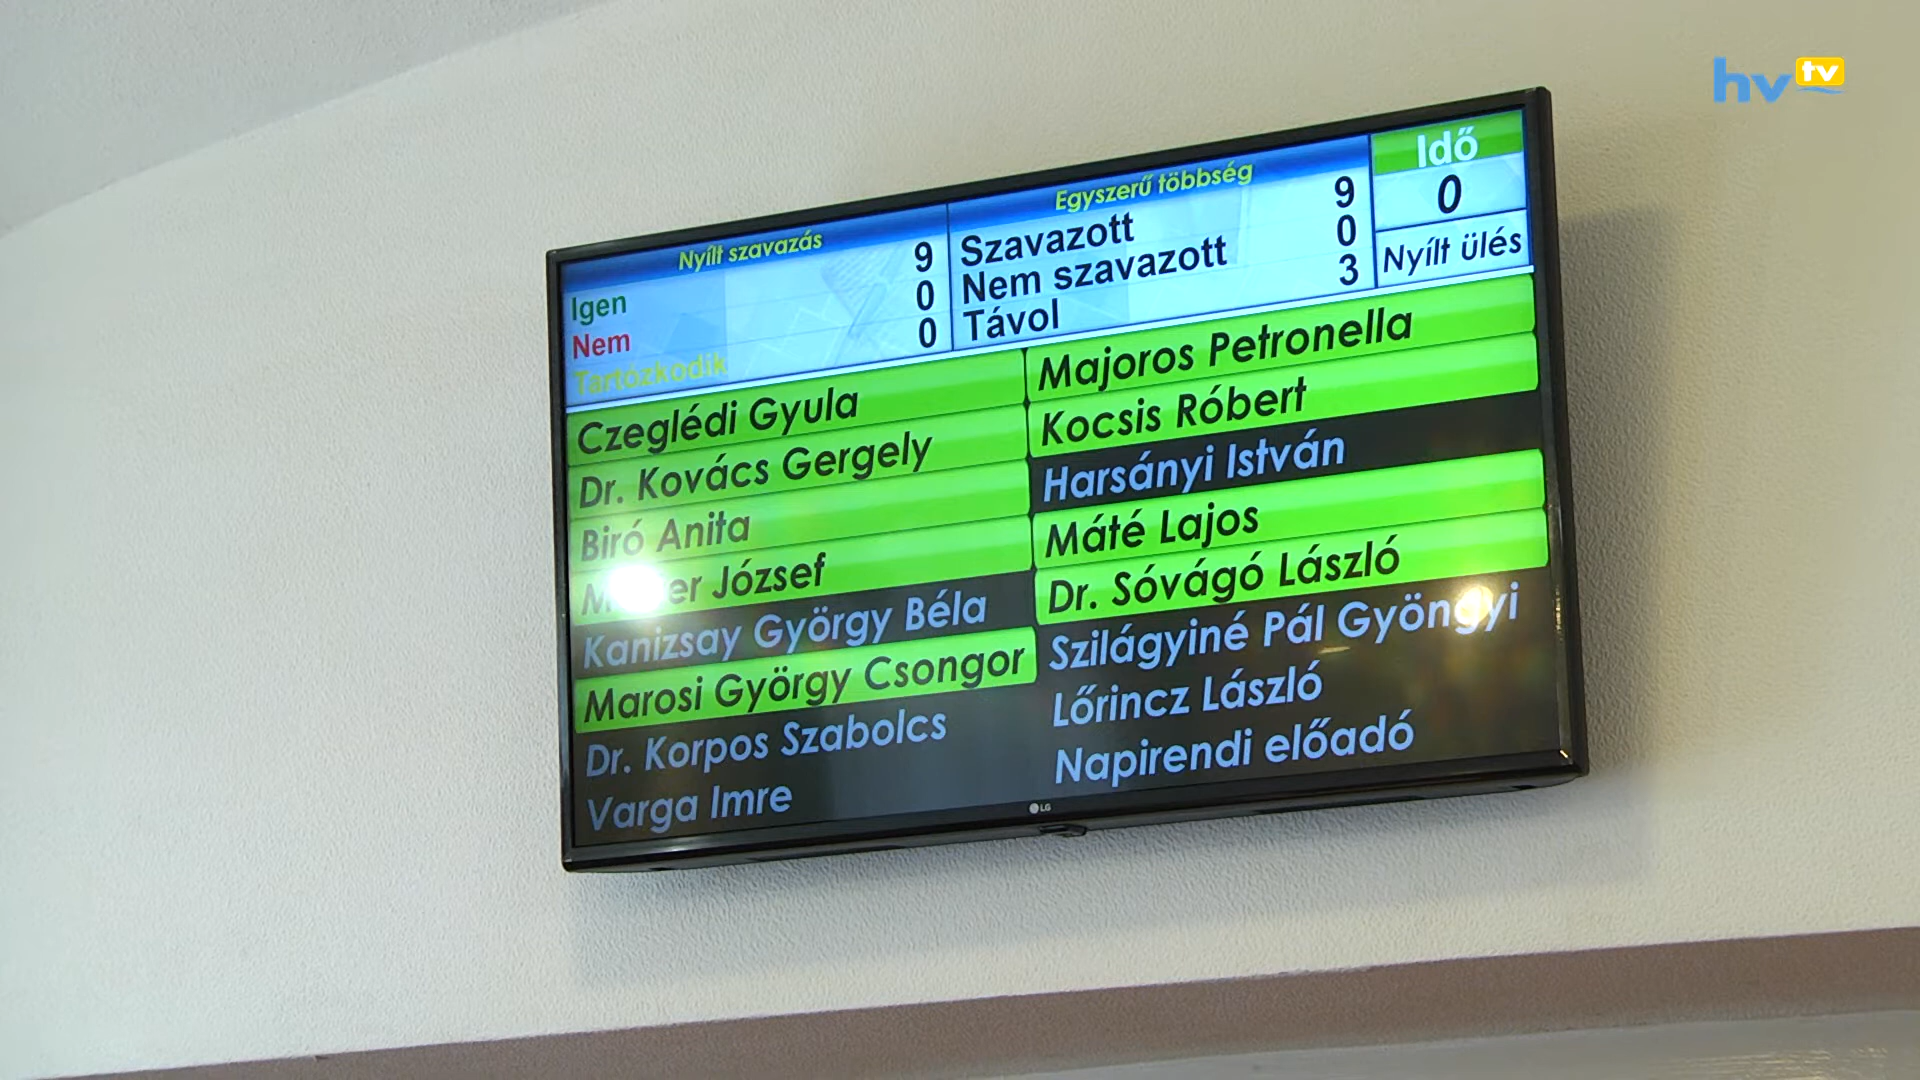 hv tv
Nyílt szavazás
Igen 9
Nem 0
Tartózkodik 0
Egyszerű többség
Szavazott 9
Nem szavazott 0
Távol 3
Idő
0
Nyílt ülés
Czeglédi Gyula
Dr. Kovács Gergely
Biró Anita
József
Kanizsay György Béla
Marosi György Csongor
Dr. Korpos Szabolcs
Varga Imre
Majoros Petronella
Kocsis Róbert
Harsányi István
Máté Lajos
Dr. Sóvágó László
Szilágyiné Pál Gyöngyi
Lőrincz László
Napirendi előadó
LG